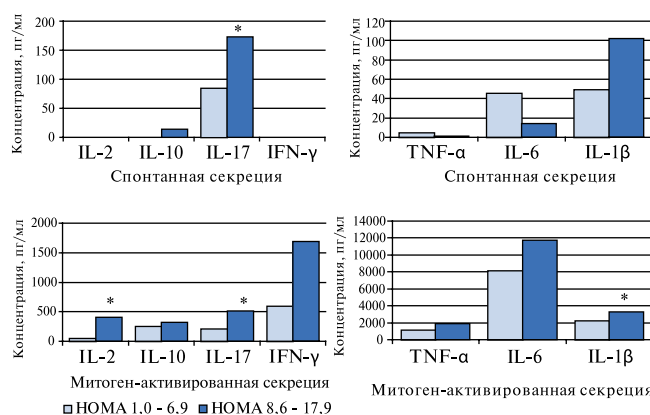 Концентрация, пг/мл
200
150
100
50
0
*
IL-2 IL-10 IL-17 IFN-γ
Спонтанная секреция
Концентрация, пг/мл
120
100
80
60
40
20
0
TNF-α IL-6 IL-1β
Спонтанная секреция
Концентрация, пг/мл
2000
1500
1000
500
0
* *
IL-2 IL-10 IL-17 IFN-γ
Митоген-активированная секреция
HOMA 1,0 - 6,9 HOMA 8,6 - 17,9
Концентрация, пг/мл
14000
12000
10000
8000
6000
4000
2000
0
*
TNF-α IL-6 IL-1β
Митоген-активированная секреция